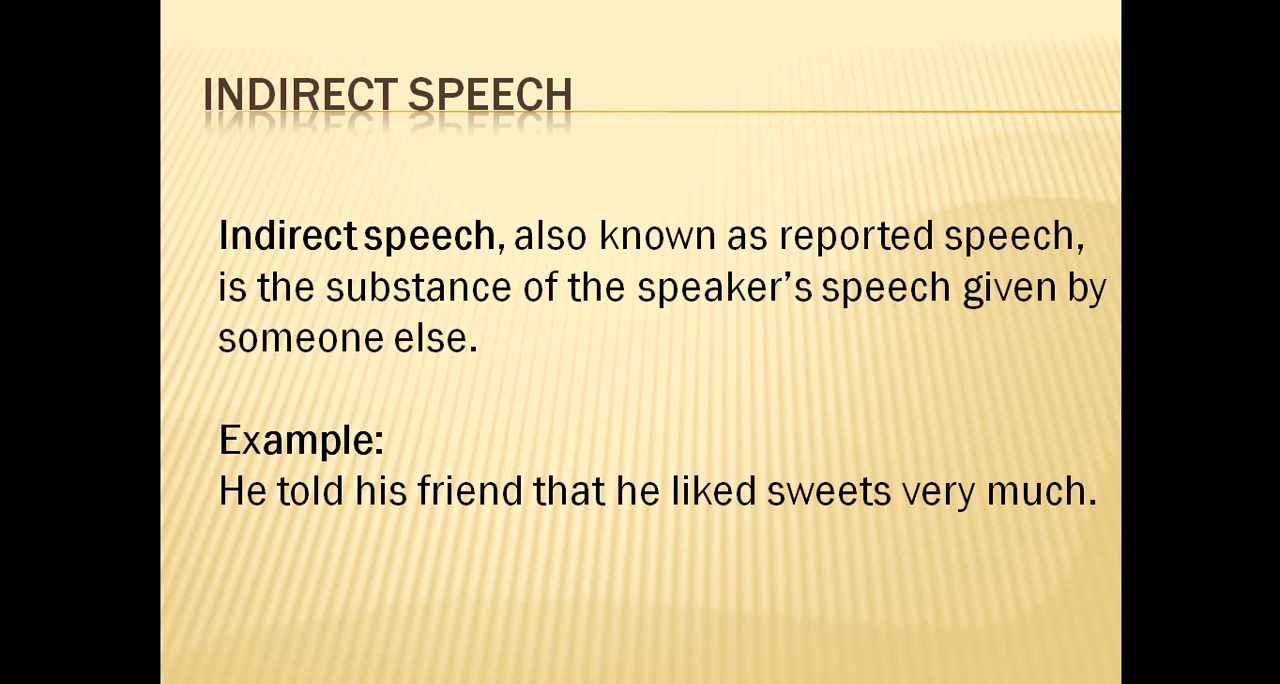 INDIRECT SPEECH
Indirect speech, also known as reported speech,
is the substance of the speaker’s speech given by
someone else.
Example:
He told his friend that he liked sweets very much.